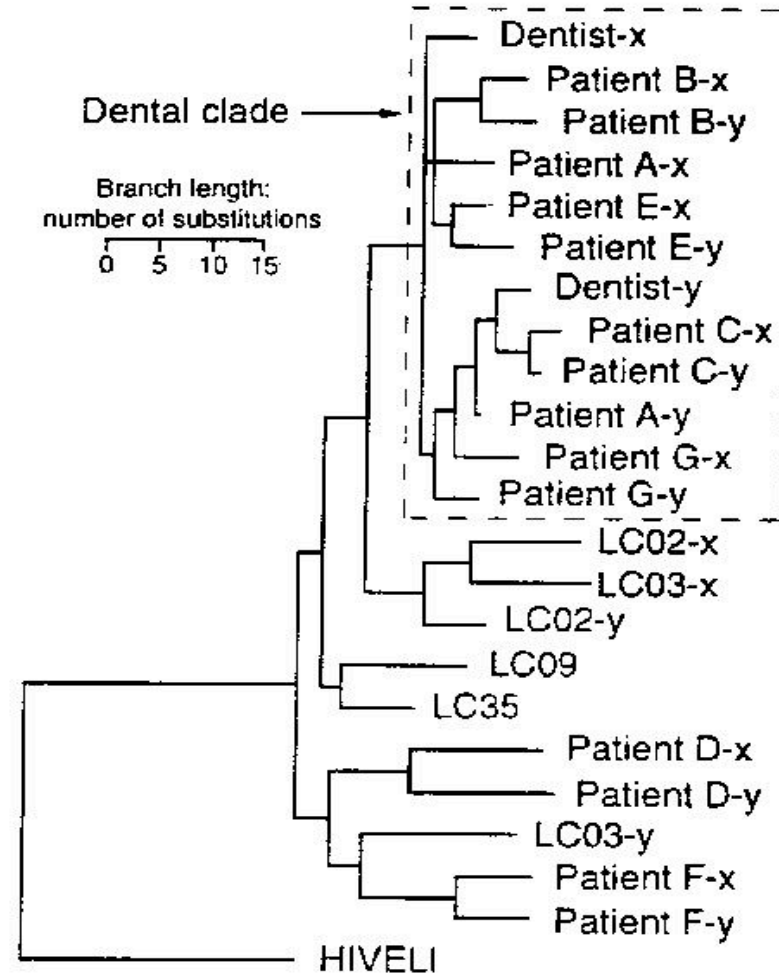 Dentist-x
Patient B-x
Dental clade
Patient B-y
Patient A-x
Branch length:
number of substitutions
0 5 10 15
Patient E-x
Patient E-y
Dentist-y
Patient C-x
Patient C-y
Patient A-y
Patient G-x
Patient G-y
LC02-x
LC03-x
LC02-y
LC09
LC35
Patient D-x
Patient D-y
LC03-y
Patient F-x
Patient F-y
HIVELI